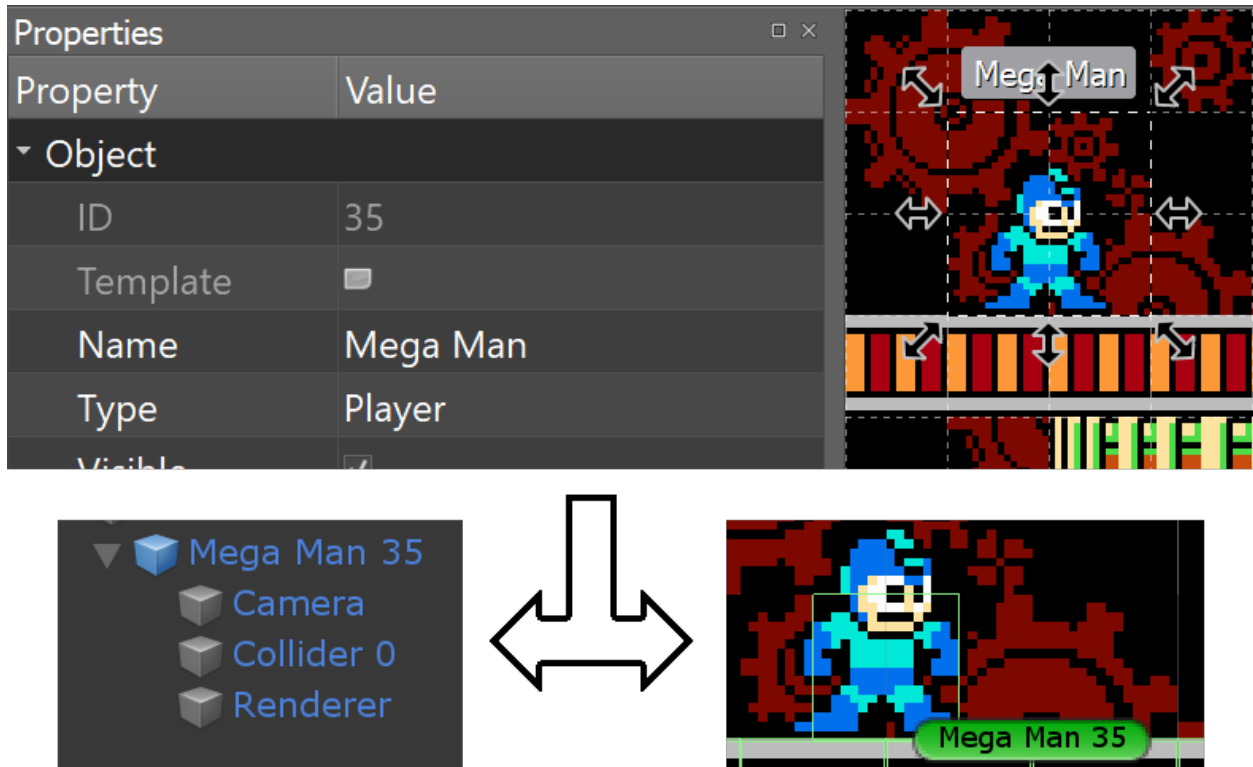 Properties
Property Value
Object
ID 35
Template
Name Mega Man
Type Player
Visible
Mega Man
Mega Man 35
Camera
Collider 0
Renderer
Mega Man 35